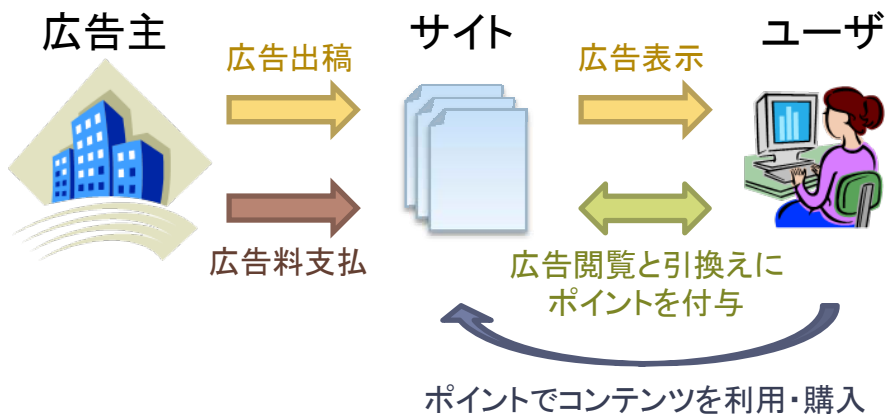 広告主
サイト
ユーザ
広告出稿
広告表示
広告料支払
広告閲覧と引換えに
ポイントを付与
ポイントでコンテンツを利用・購入